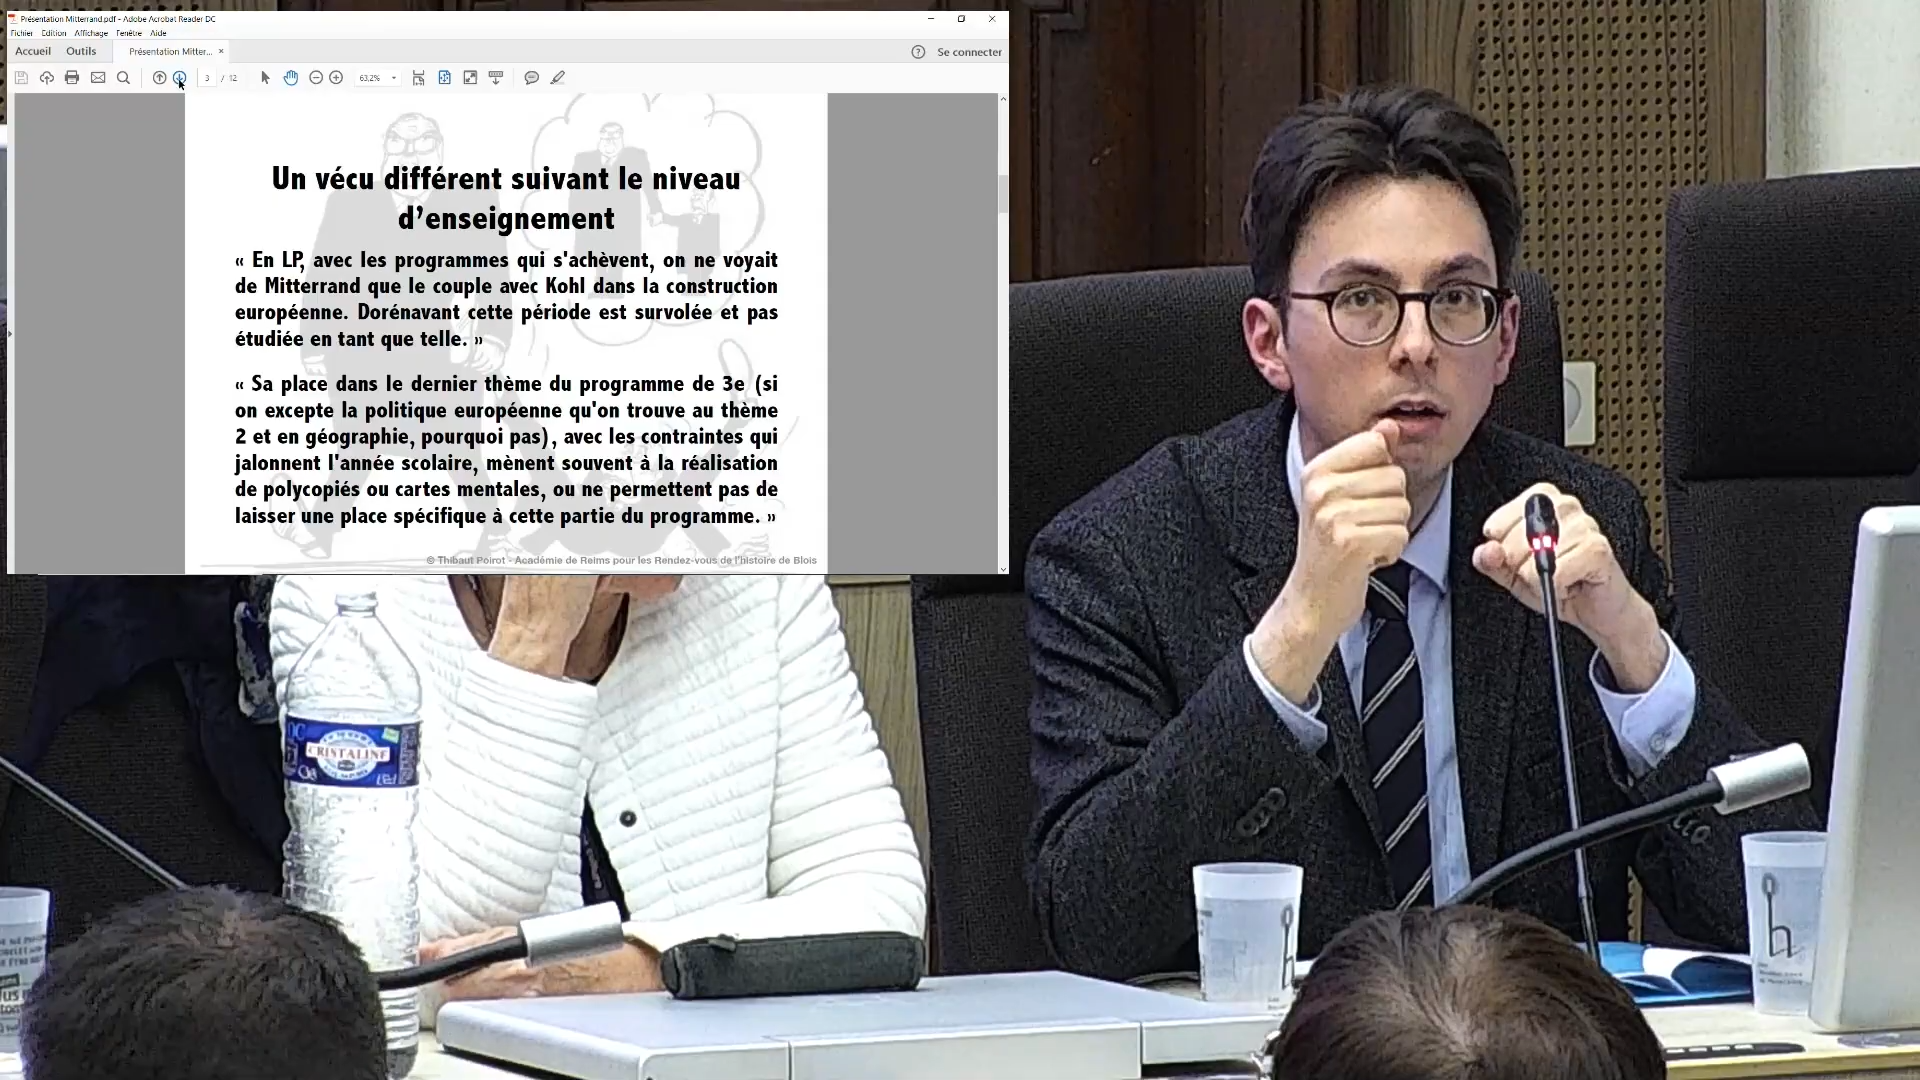 Présentation Mitterrand.pdf - Adobe Acrobat Reader DC
Fichier Edition Affichage Fenêtre Aide
Accueil Outils Présentation Mitter... × Se connecter
3 / 12 63,2%
Un vécu différent suivant le niveau
d’enseignement
« En LP, avec les programmes qui s'achèvent, on ne voyait
de Mitterrand que le couple avec Kohl dans la construction
européenne. Dorénavant cette période est survolée et pas
étudiée en tant que telle. »
« Sa place dans le dernier thème du programme de 3e (si
on excepte la politique européenne qu'on trouve au thème
2 et en géographie, pourquoi pas), avec les contraintes qui
jalonnent l'année scolaire, mènent souvent à la réalisation
de polycopiés ou cartes mentales, ou ne permettent pas de
laisser une place spécifique à cette partie du programme. »
© Thibaut Poirot - Académie de Reims pour les Rendez-vous de l'histoire de Blois
CRISTALINE
h